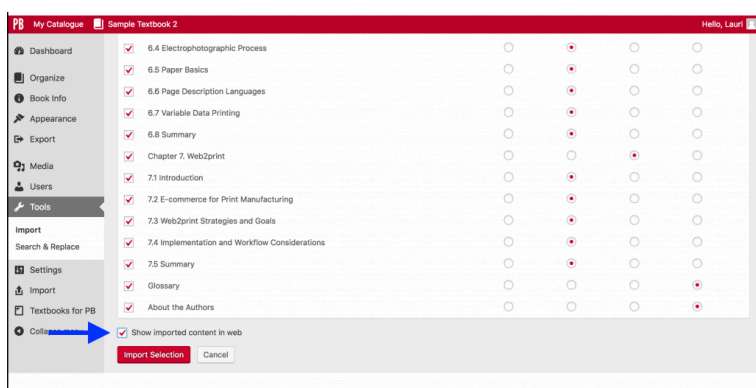 PB My Catalogue Sample Textbook 2 Hello, Lauri
Dashboard
Organize
Book Info
Appearance
Export
Media
Users
Tools
Import
Search & Replace
Settings
Import
Textbooks for PB
6.4 Electrophotographic Process
6.5 Paper Basics
6.6 Page Description Languages
6.7 Variable Data Printing
6.8 Summary
Chapter 7. Web2print
7.1 Introduction
7.2 E-commerce for Print Manufacturing
7.3 Web2print Strategies and Goals
7.4 Implementation and Workflow Considerations
7.5 Summary
Glossary
About the Authors
Show imported content in web
Import Selection Cancel